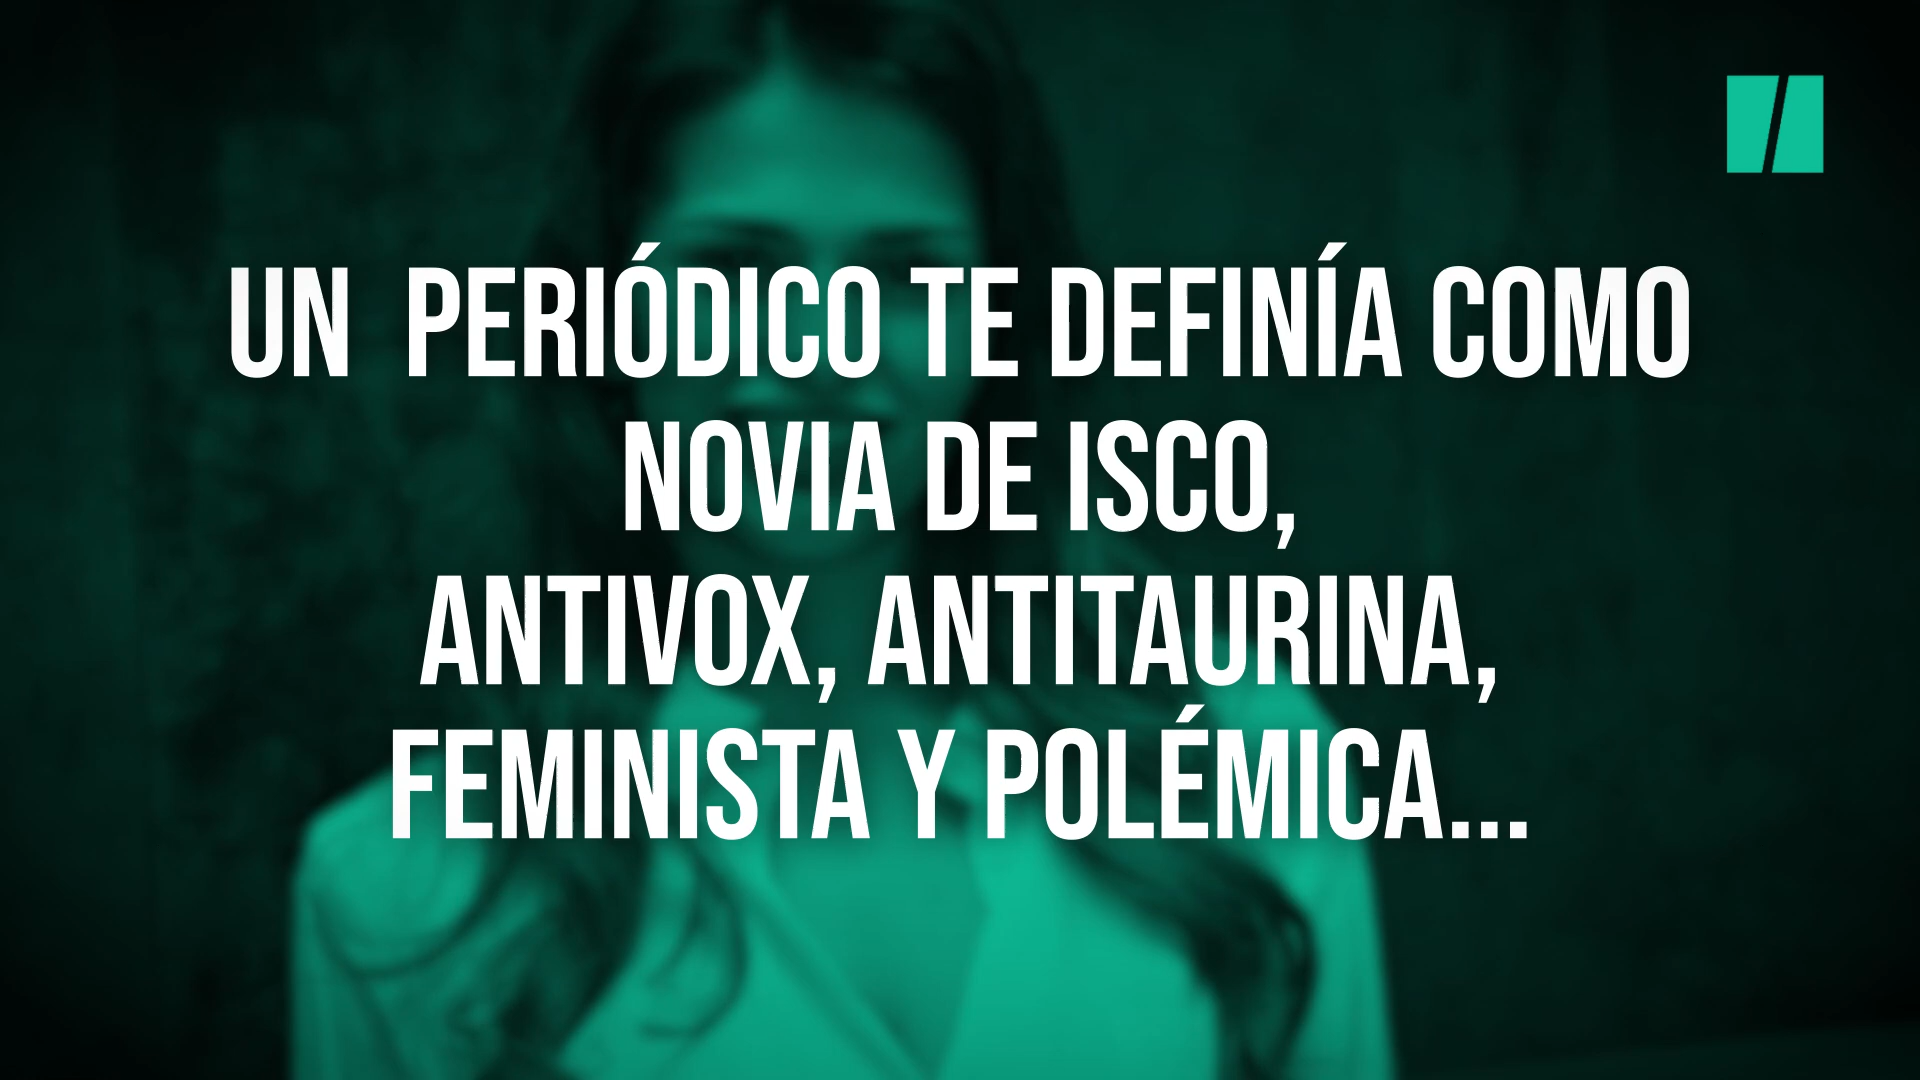 UN  PERIÓDICO TE DEFINÍA COMO
NOVIA DE ISCO,
ANTIVOX, ANTITAURINA,
FEMINISTA Y POLÉMICA...